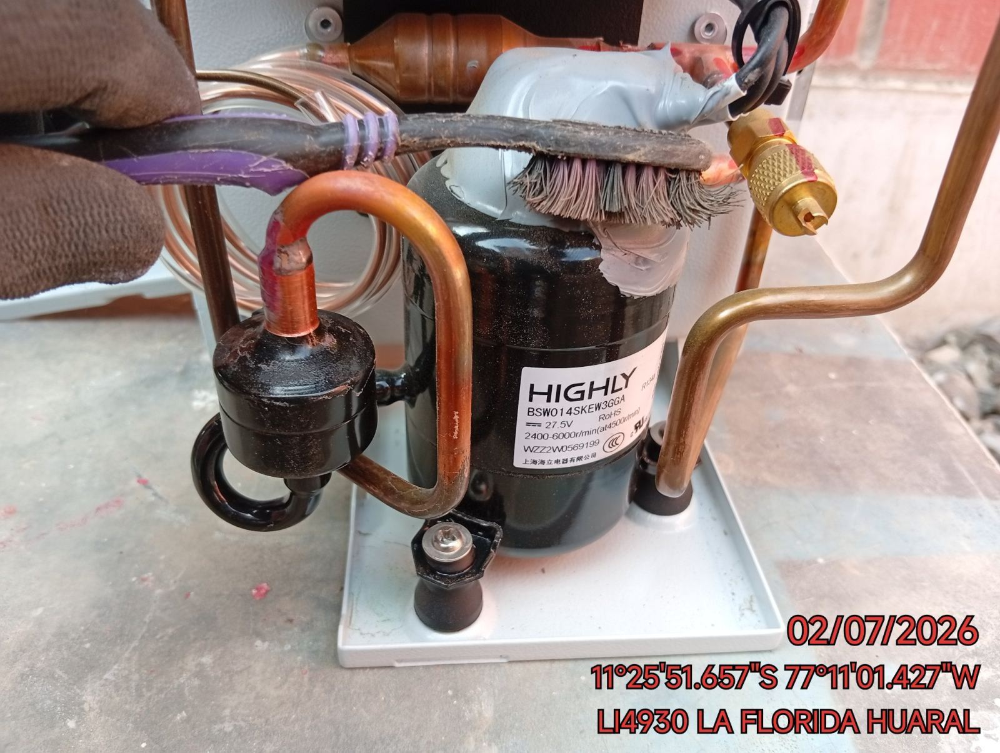 HIGHLY
R134a
BSW014SKEW3GGA
RoHS
27.5V
2400-6000r/min(at4500r/min)
WZZ2W0569199
上海海立电器有限公司
02/07/2026
11°25'51.657"S 77°11'01.427"W
LI4930 LA FLORIDA HUARAL